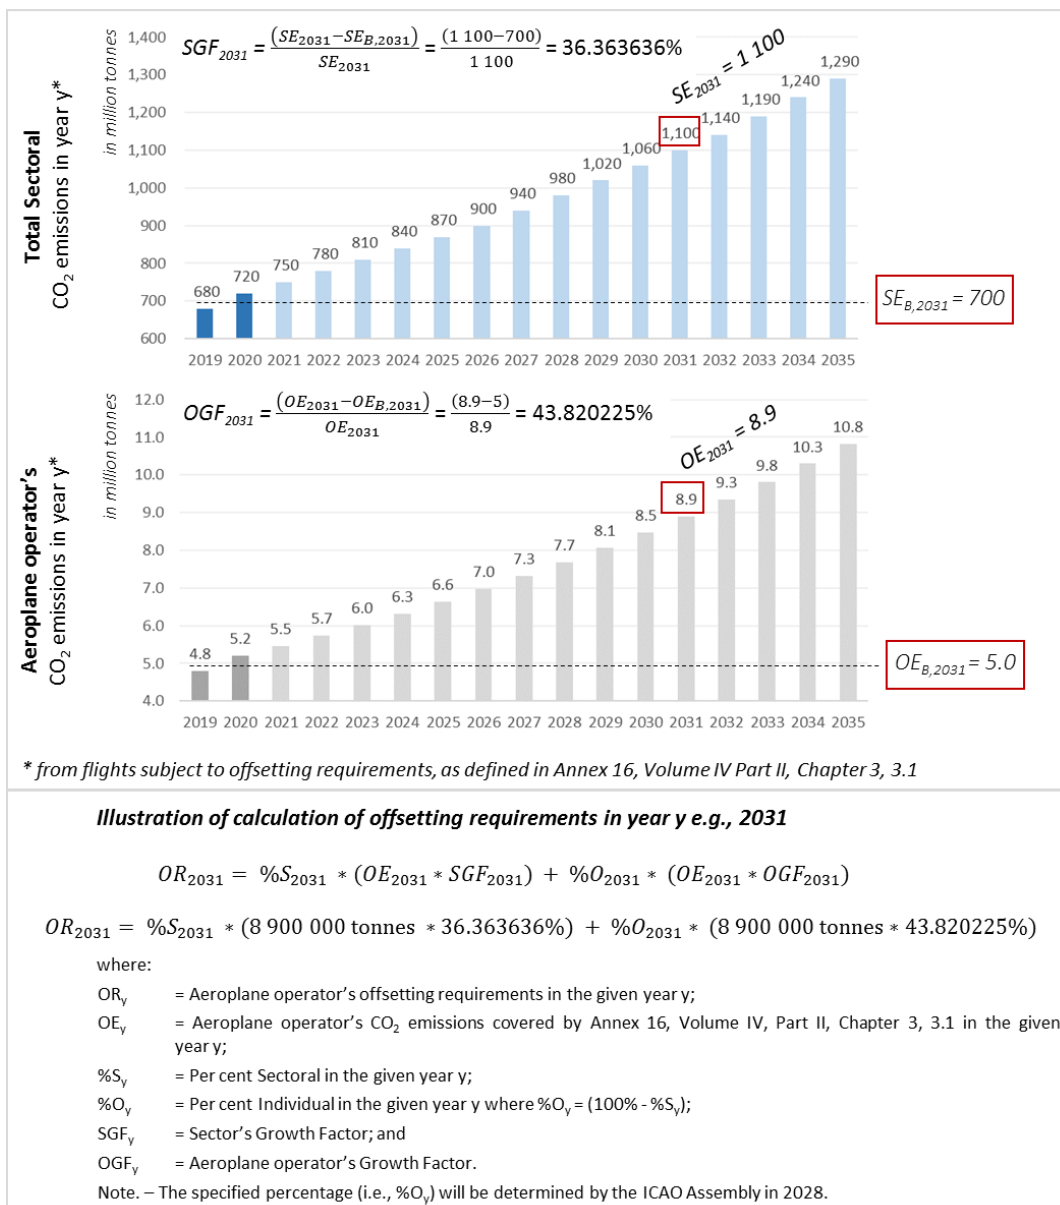 Total Sectoral
CO2 emissions in year y*
in million tonnes
1,400
1,300
1,200
1,100
1,000
900
800
700
600
SGF2031 = (SE2031−SEB,2031)/SE2031 = (1 100−700)/1 100 = 36.363636%
SE2031 = 1 100
680
720
750
780
810
840
870
900
940
980
1,020
1,060
1,100
1,140
1,190
1,240
1,290
SEB,2031 = 700
2019 2020 2021 2022 2023 2024 2025 2026 2027 2028 2029 2030 2031 2032 2033 2034 2035
Aeroplane operator's
CO2 emissions in year y*
in million tonnes
12.0
11.0
10.0
9.0
8.0
7.0
6.0
5.0
4.0
OGF2031 = (OE2031−OEB,2031)/OE2031 = (8.9−5)/8.9 = 43.820225%
OE2031 = 8.9
4.8
5.2
5.5
5.7
6.0
6.3
6.6
7.0
7.3
7.7
8.1
8.5
8.9
9.3
9.8
10.3
10.8
OEB,2031 = 5.0
2019 2020 2021 2022 2023 2024 2025 2026 2027 2028 2029 2030 2031 2032 2033 2034 2035
* from flights subject to offsetting requirements, as defined in Annex 16, Volume IV Part II, Chapter 3, 3.1
Illustration of calculation of offsetting requirements in year y e.g., 2031
OR2031 = %S2031 * (OE2031 * SGF2031) + %O2031 * (OE2031 * OGF2031)
OR2031 = %S2031 * (8 900 000 tonnes * 36.363636%) + %O2031 * (8 900 000 tonnes * 43.820225%)
where:
ORy = Aeroplane operator's offsetting requirements in the given year y;
OEy = Aeroplane operator's CO2 emissions covered by Annex 16, Volume IV, Part II, Chapter 3, 3.1 in the given
year y;
%Sy = Per cent Sectoral in the given year y;
%Oy = Per cent Individual in the given year y where %Oy = (100% - %Sy);
SGFy = Sector's Growth Factor; and
OGFy = Aeroplane operator's Growth Factor.
Note. – The specified percentage (i.e., %Oy) will be determined by the ICAO Assembly in 2028.